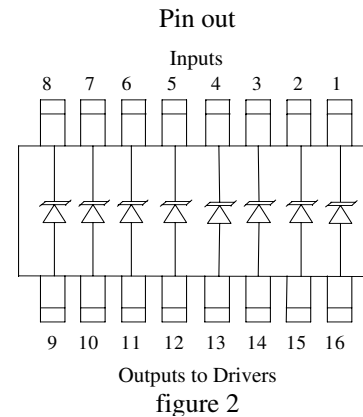 Pin out
Inputs
8 7 6 5 4 3 2 1
9 10 11 12 13 14 15 16
Outputs to Drivers
figure 2